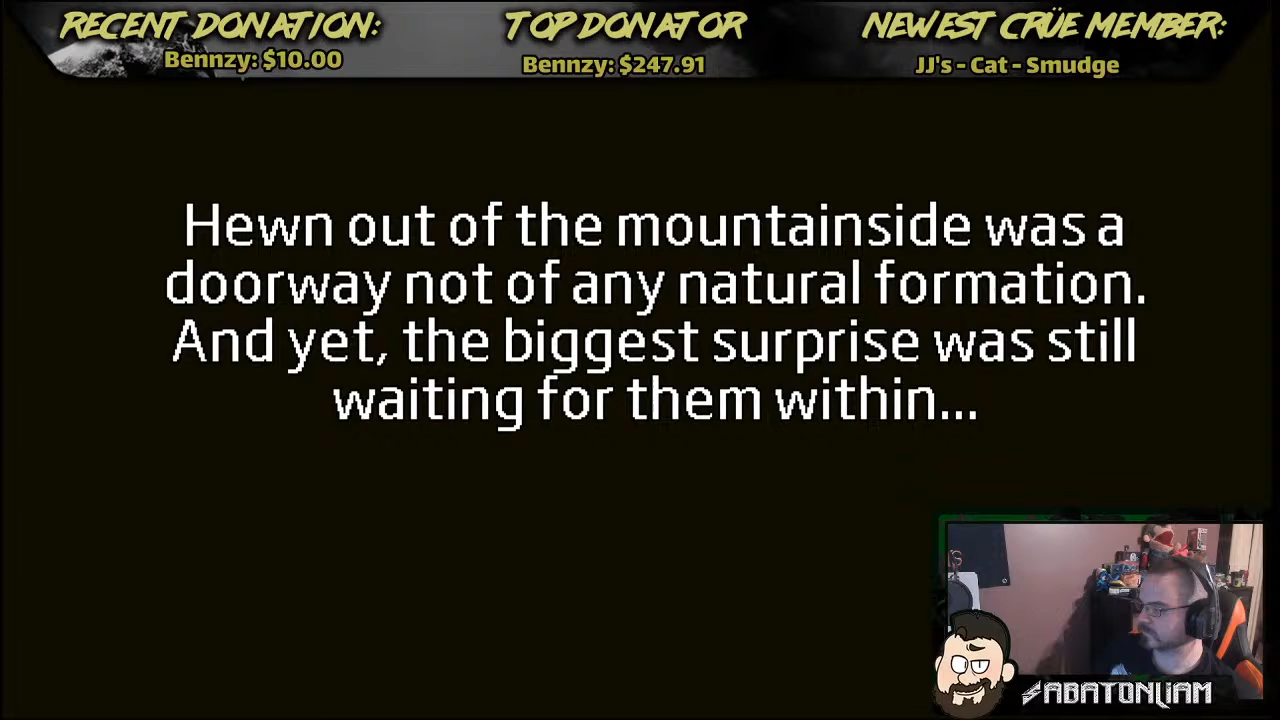 RECENT DONATION:
Bennzy: $10.00
TOP DONATOR
Bennzy: $247.91
NEWEST CRÜE MEMBER:
JJ's - Cat - Smudge
Hewn out of the mountainside was a
doorway not of any natural formation.
And yet, the biggest surprise was still
waiting for them within...
SABATONLIAM